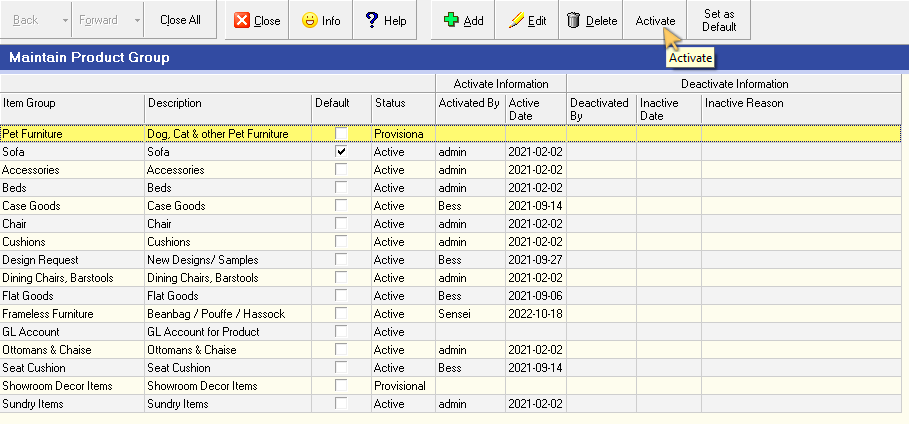 Back Forward Close All Close Info Help Add Edit Delete Activate Set as Default
Activate
Maintain Product Group
Activate Information Deactivate Information
Item Group Description Default Status Activated By Active Date Deactivated By Inactive Date Inactive Reason
Pet Furniture Dog, Cat & other Pet Furniture Provisiona
Sofa Sofa Active admin 2021-02-02
Accessories Accessories Active admin 2021-02-02
Beds Beds Active admin 2021-02-02
Case Goods Case Goods Active Bess 2021-09-14
Chair Chair Active admin 2021-02-02
Cushions Cushions Active admin 2021-02-02
Design Request New Designs/ Samples Active Bess 2021-09-27
Dining Chairs, Barstools Dining Chairs, Barstools Active admin 2021-02-02
Flat Goods Flat Goods Active Bess 2021-09-06
Frameless Furniture Beanbag / Pouffe / Hassock Active Sensei 2022-10-18
GL Account GL Account for Product Active
Ottomans & Chaise Ottomans & Chaise Active admin 2021-02-02
Seat Cushion Seat Cushion Active Bess 2021-09-14
Showroom Decor Items Showroom Decor Items Provisional
Sundry Items Sundry Items Active admin 2021-02-02